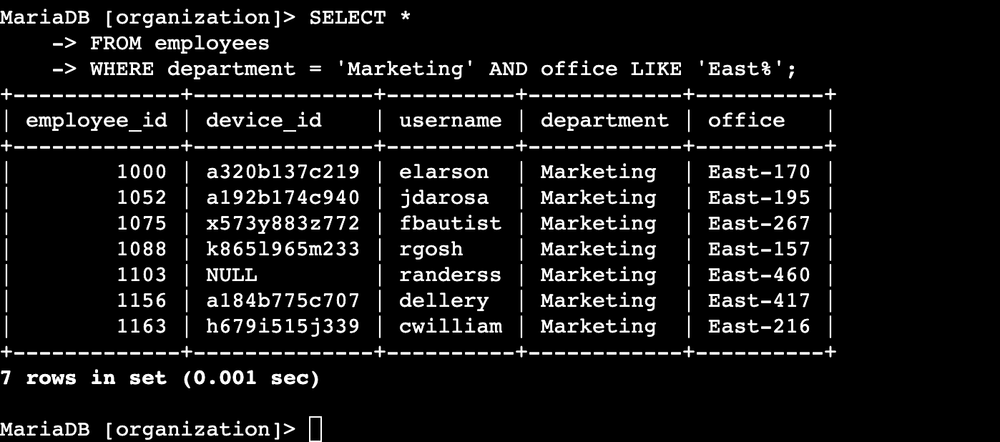 MariaDB [organization]> SELECT *
    -> FROM employees
    -> WHERE department = 'Marketing' AND office LIKE 'East%';
+-------------+--------------+----------+------------+----------+
| employee_id | device_id    | username | department | office   |
+-------------+--------------+----------+------------+----------+
|        1000 | a320b137c219 | elarson  | Marketing  | East-170 |
|        1052 | a192b174c940 | jdarosa  | Marketing  | East-195 |
|        1075 | x573y883z772 | fbautist | Marketing  | East-267 |
|        1088 | k865l965m233 | rgosh    | Marketing  | East-157 |
|        1103 | NULL         | randerss | Marketing  | East-460 |
|        1156 | a184b775c707 | dellery  | Marketing  | East-417 |
|        1163 | h679i515j339 | cwilliam | Marketing  | East-216 |
+-------------+--------------+----------+------------+----------+
7 rows in set (0.001 sec)
MariaDB [organization]>